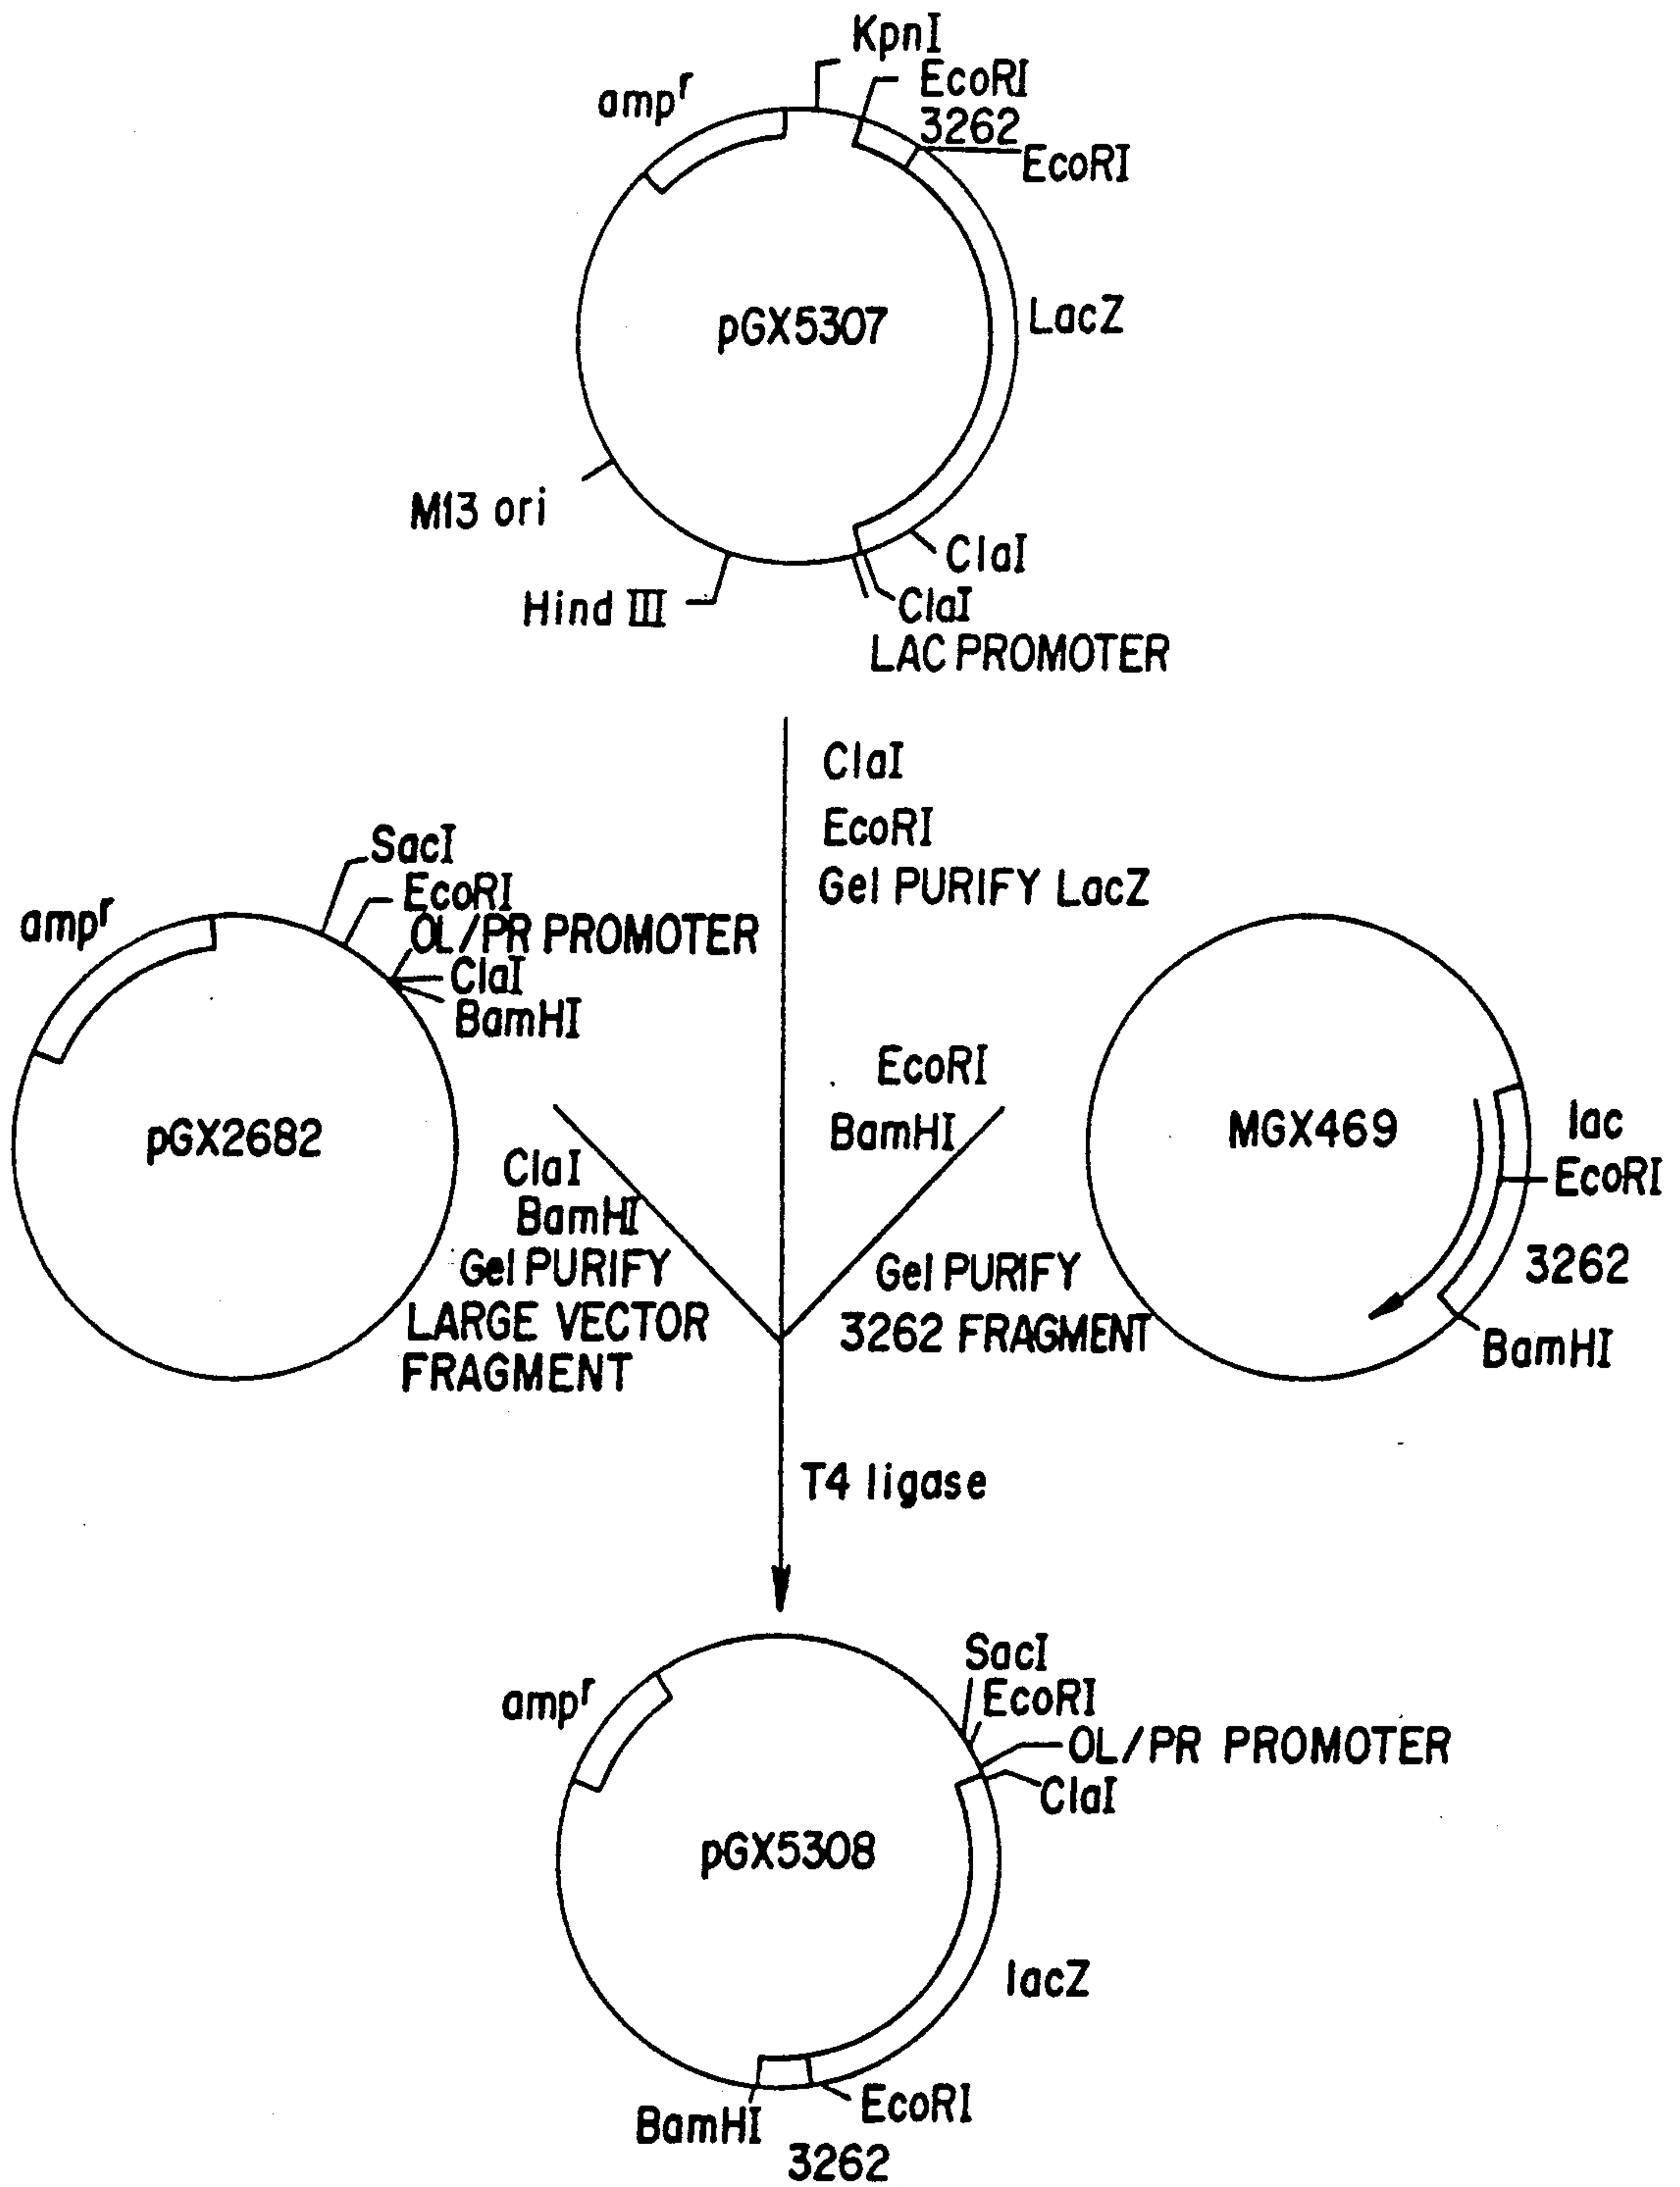 KpnI
EcoRI
3262
EcoRI
ampʳ
pGX5307
LacZ
M13 ori
Hind III
ClaI
ClaI
LAC PROMOTER
ClaI
EcoRI
Gel PURIFY LacZ
SacI
EcoRI
OL/PR PROMOTER
ClaI
BamHI
ampʳ
pGX2682
ClaI
BamHI
Gel PURIFY
LARGE VECTOR
FRAGMENT
EcoRI
BamHI
Gel PURIFY
3262 FRAGMENT
MGX469
lac
EcoRI
3262
BamHI
T4 ligase
SacI
EcoRI
OL/PR PROMOTER
ClaI
ampʳ
pGX5308
lacZ
EcoRI
BamHI
3262